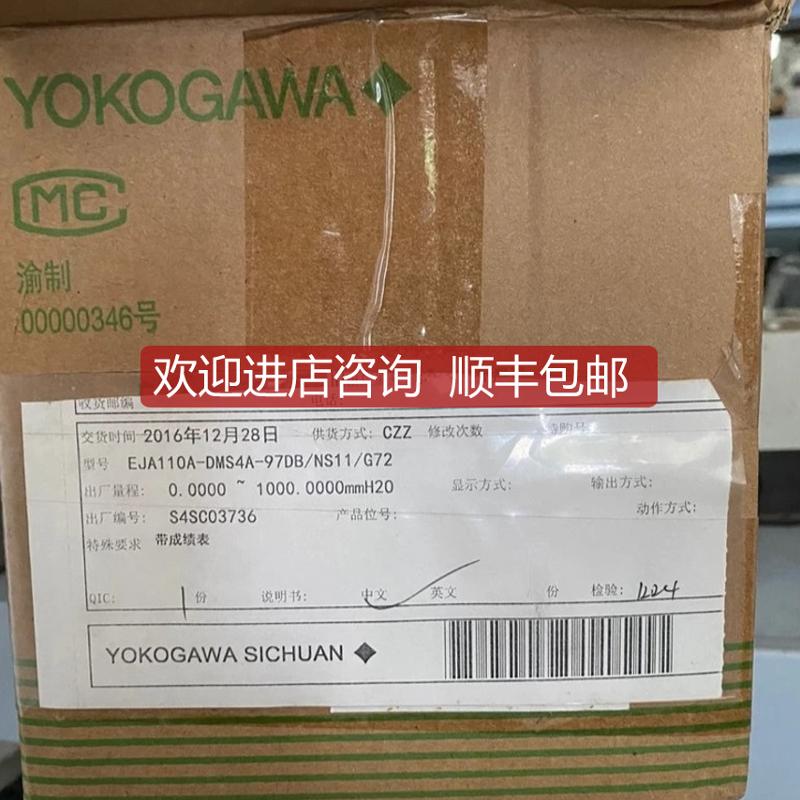 YOKOGAWA
MC
渝制
00000346号
欢迎进店咨询 顺丰包邮
收货邮编
交货时间 2016年12月28日 供货方式: CZZ 修改次数
型号 EJA110A-DMS4A-97DB/NS11/G72
出厂量程: 0.0000 ~ 1000.0000mmH2O 显示方式: 输出方式:
出厂编号: S4SC03736 产品位号: 动作方式:
特殊要求 带成绩表
QIC: 1 份 说明书: 中文 英文 份 检验: 1224
YOKOGAWA SICHUAN